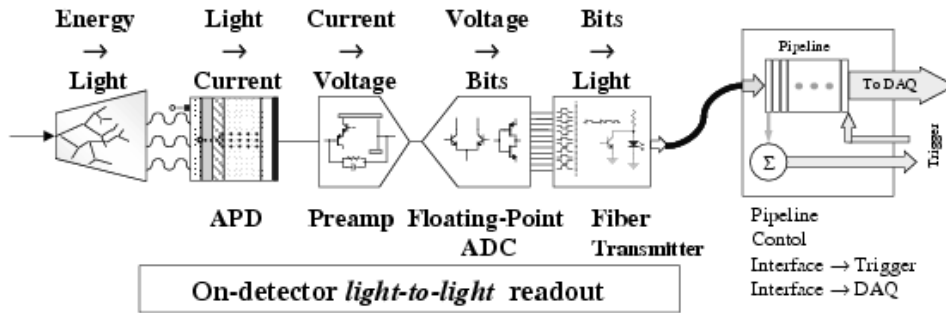 Energy → Light
Light → Current
Current → Voltage
Voltage → Bits
Bits → Light
APD
Preamp
Floating-Point
ADC
Fiber
Transmitter
On-detector light-to-light readout
Pipeline
To DAQ
Trigger
Σ
Pipeline
Contol
Interface → Trigger
Interface → DAQ